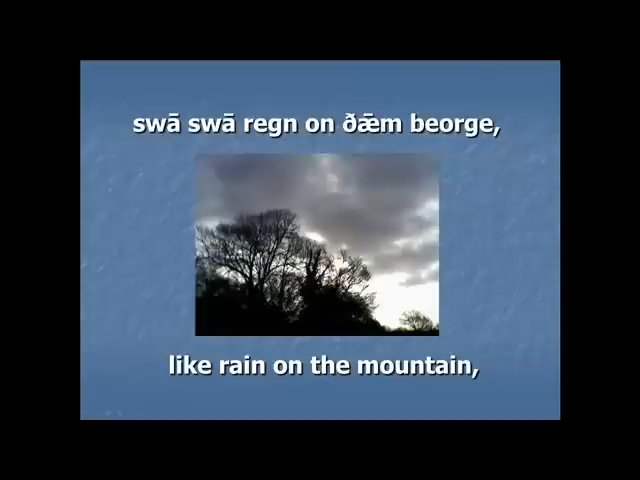 swā swā regn on ðǣm beorge,
like rain on the mountain,